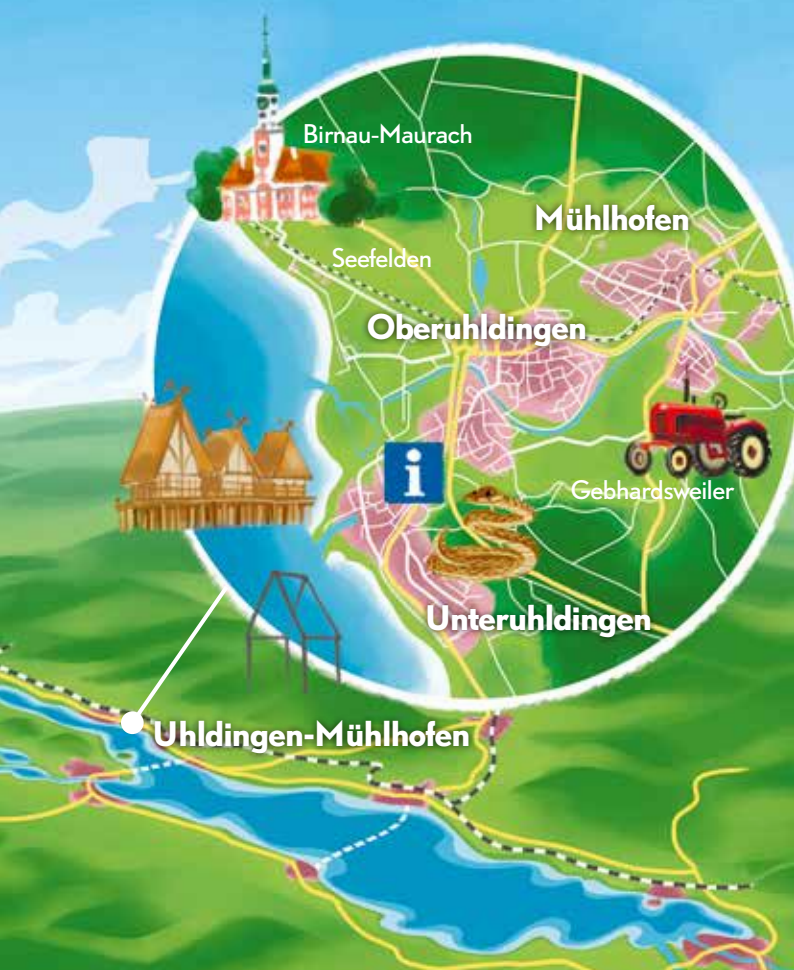 Birnau-Maurach
Mühlhofen
Seefelden
Oberuhldingen
i
Gebhardsweiler
Unteruhldingen
Uhldingen-Mühlhofen